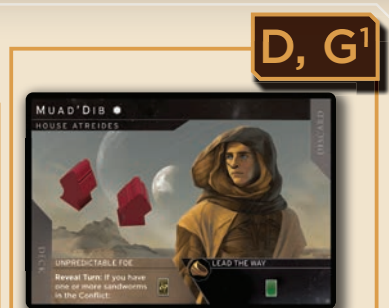 D, G¹
MUAD'DIB
HOUSE ATREIDES
DISCARD
DICK
UNPREDICTABLE FOE
LEAD THE WAY
Reveal Turn: If you have
one or more sandworms
in the Conflict: